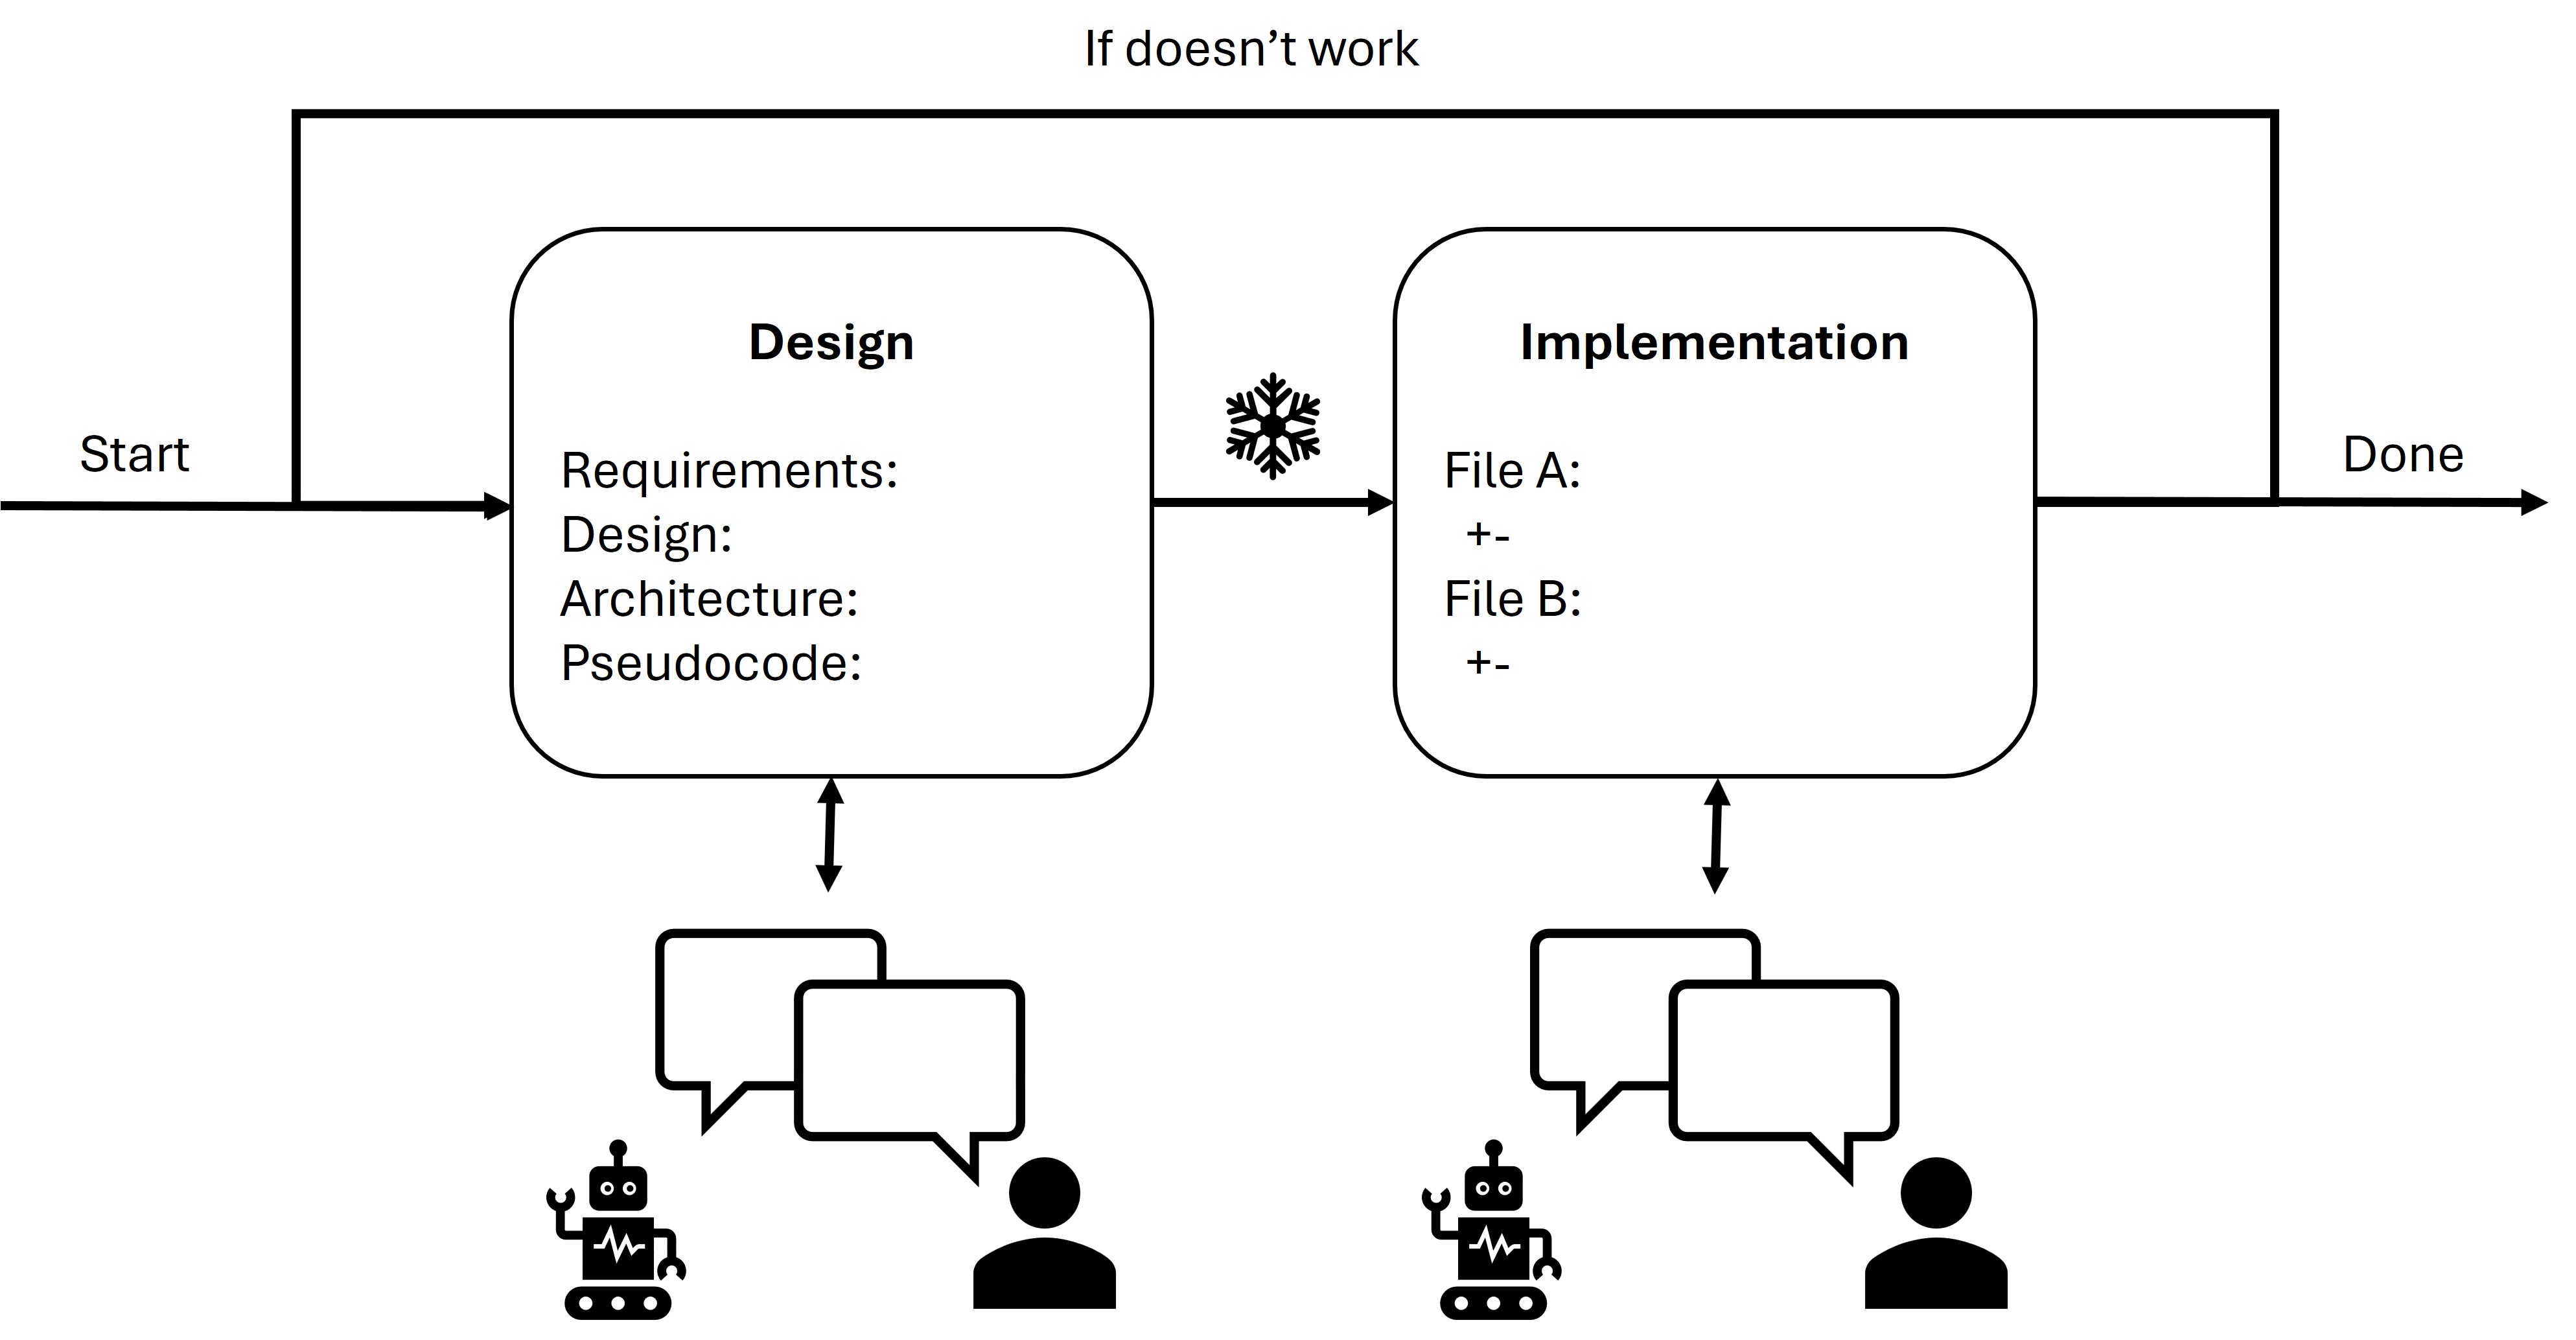 If doesn’t work
Start
Design
Requirements:
Design:
Architecture:
Pseudocode:
Implementation
File A:
+-
File B:
+-
Done